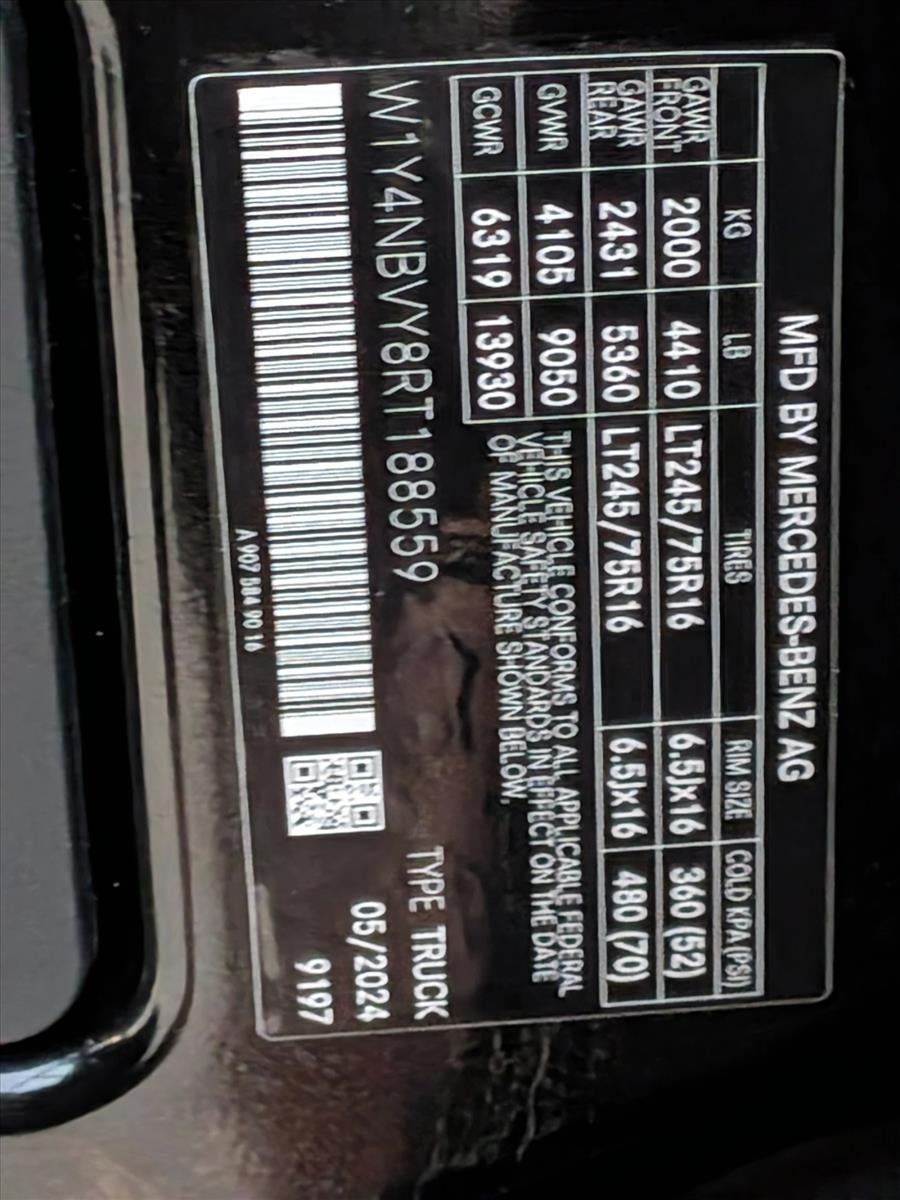 MFD BY MERCEDES-BENZ AG
KG LB TIRES RIM SIZE COLD KPA (PSI)
GAWR FRONT 2000 4410 LT245/75R16 6.5Jx16 360 (52)
GAWR REAR 2431 5360 LT245/75R16 6.5Jx16 480 (70)
GVWR 4105 9050
GCWR 6319 13930
THIS VEHICLE CONFORMS TO ALL APPLICABLE FEDERAL
VEHICLE SAFETY STANDARDS IN EFFECT ON THE DATE
OF MANUFACTURE SHOWN BELOW.
W1Y4NBVY8RT188559
TYPE TRUCK
05/2024
9197
A 907 584 90 16